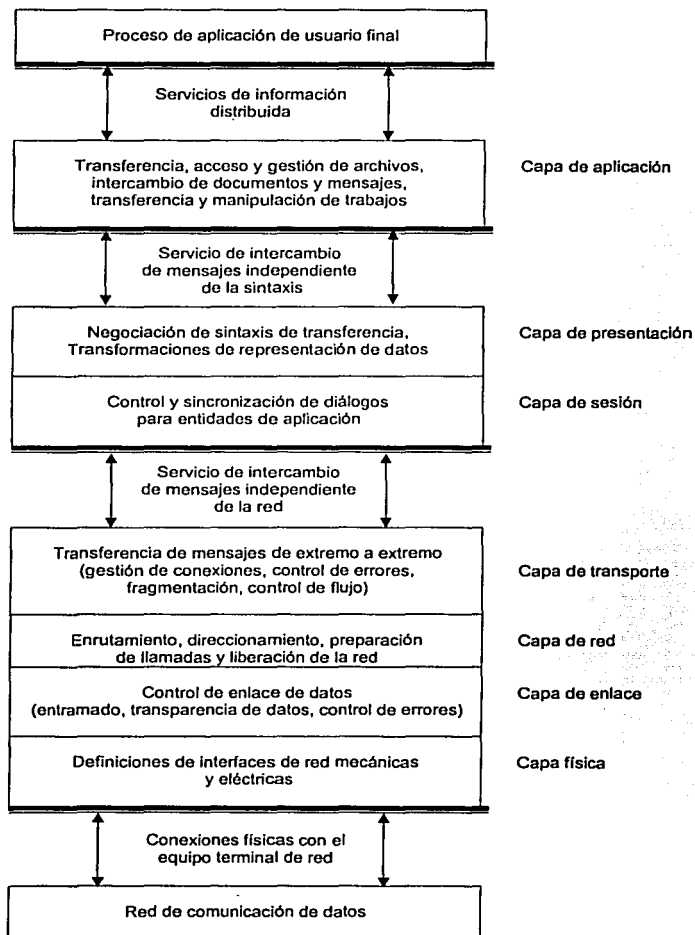 Proceso de aplicación de usuario final
Servicios de información
distribuida
Transferencia, acceso y gestión de archivos,
intercambio de documentos y mensajes,
transferencia y manipulación de trabajos
Capa de aplicación
Servicio de intercambio
de mensajes independiente
de la sintaxis
Negociación de sintaxis de transferencia,
Transformaciones de representación de datos
Capa de presentación
Control y sincronización de diálogos
para entidades de aplicación
Capa de sesión
Servicio de intercambio
de mensajes independiente
de la red
Transferencia de mensajes de extremo a extremo
(gestión de conexiones, control de errores,
fragmentación, control de flujo)
Capa de transporte
Enrutamiento, direccionamiento, preparación
de llamadas y liberación de la red
Capa de red
Control de enlace de datos
(entramado, transparencia de datos, control de errores)
Capa de enlace
Definiciones de interfaces de red mecánicas
y eléctricas
Capa física
Conexiones físicas con el
equipo terminal de red
Red de comunicación de datos